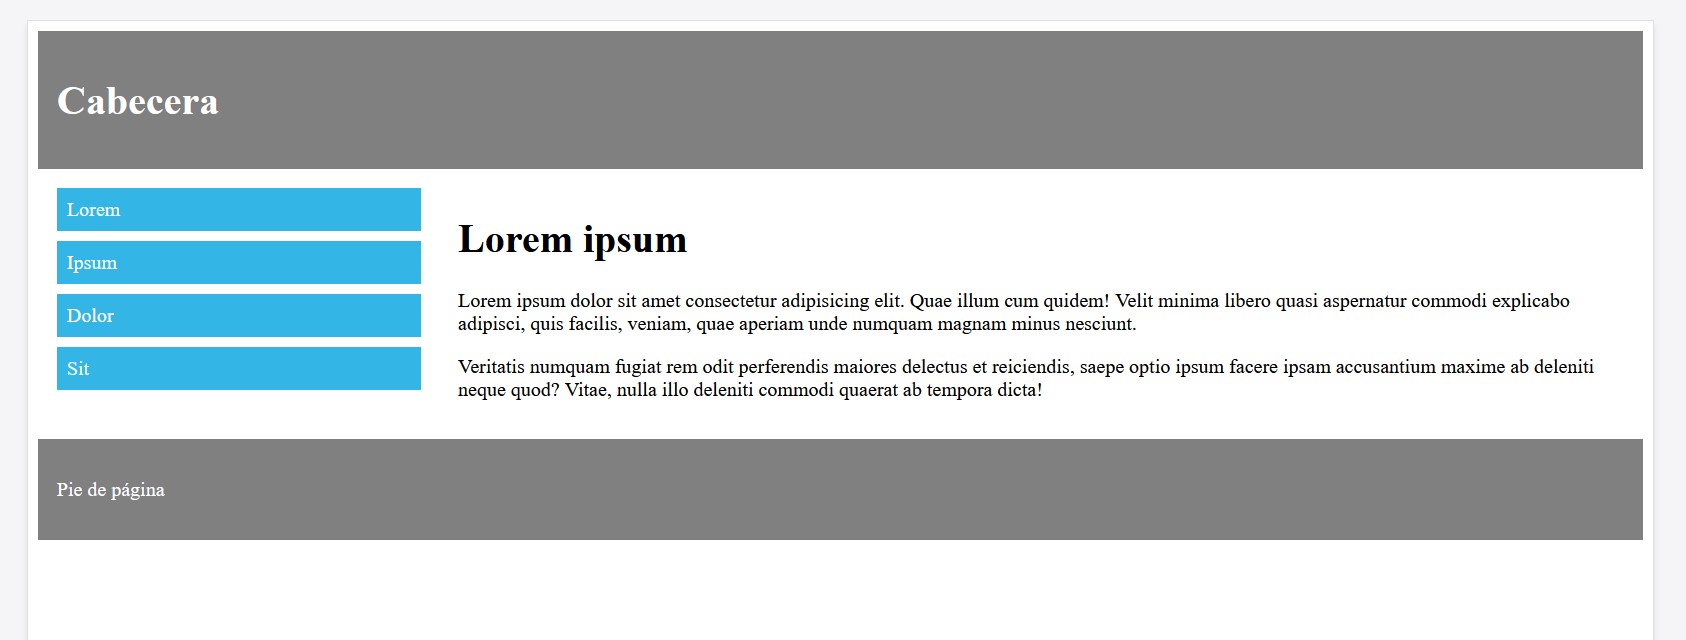 Cabecera
Lorem
Ipsum
Dolor
Sit
Lorem ipsum
Lorem ipsum dolor sit amet consectetur adipisicing elit. Quae illum cum quidem! Velit minima libero quasi aspernatur commodi explicabo
adipisci, quis facilis, veniam, quae aperiam unde numquam magnam minus nesciunt.
Veritatis numquam fugiat rem odit perferendis maiores delectus et reiciendis, saepe optio ipsum facere ipsam accusantium maxime ab deleniti
neque quod? Vitae, nulla illo deleniti commodi quaerat ab tempora dicta!
Pie de página